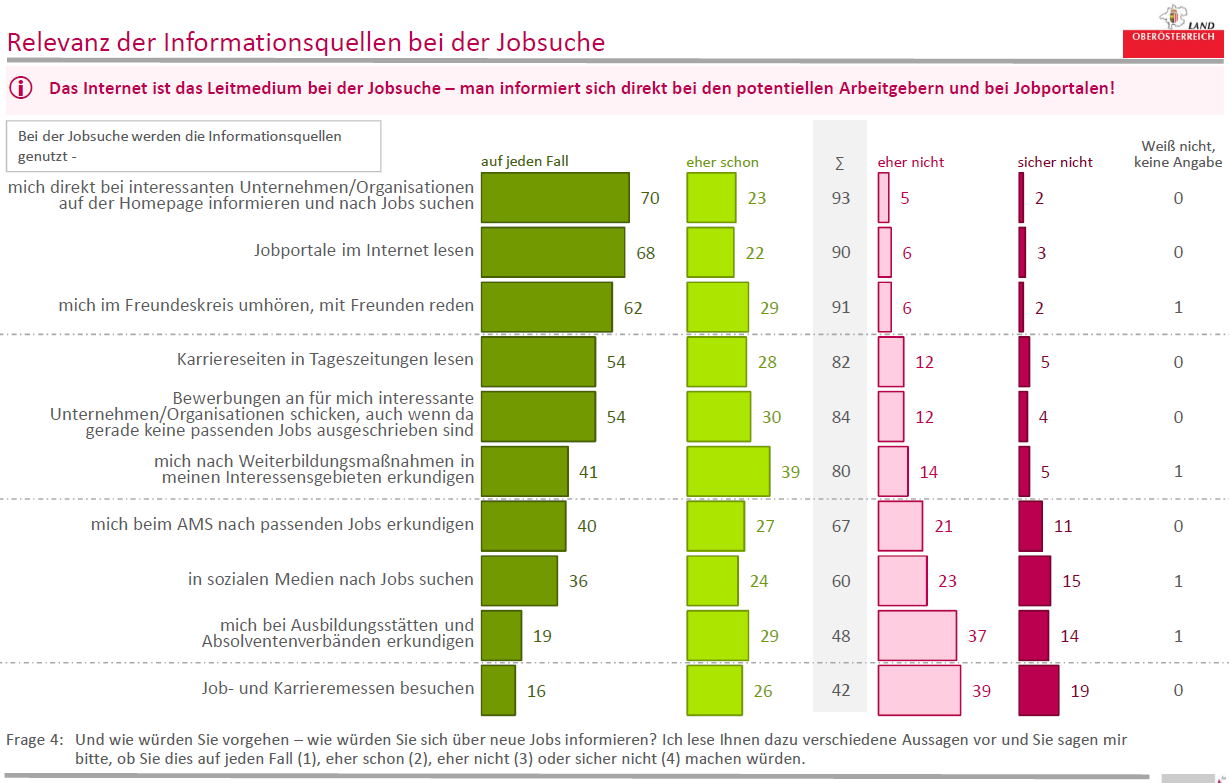 Relevanz der Informationsquellen bei der Jobsuche
LAND
OBERÖSTERREICH
Das Internet ist das Leitmedium bei der Jobsuche – man informiert sich direkt bei den potentiellen Arbeitgebern und bei Jobportalen!
Bei der Jobsuche werden die Informationsquellen
genutzt -
auf jeden Fall eher schon ∑ eher nicht sicher nicht Weiß nicht,
keine Angabe
mich direkt bei interessanten Unternehmen/Organisationen
auf der Homepage informieren und nach Jobs suchen 70 23 93 5 2 0
Jobportale im Internet lesen 68 22 90 6 3 0
mich im Freundeskreis umhören, mit Freunden reden 62 29 91 6 2 1
Karriereseiten in Tageszeitungen lesen 54 28 82 12 5 0
Bewerbungen an für mich interessante
Unternehmen/Organisationen schicken, auch wenn da
gerade keine passenden Jobs ausgeschrieben sind 54 30 84 12 4 0
mich nach Weiterbildungsmaßnahmen in
meinen Interessensgebieten erkundigen 41 39 80 14 5 1
mich beim AMS nach passenden Jobs erkundigen 40 27 67 21 11 0
in sozialen Medien nach Jobs suchen 36 24 60 23 15 1
mich bei Ausbildungsstätten und
Absolventenverbänden erkundigen 19 29 48 37 14 1
Job- und Karrieremessen besuchen 16 26 42 39 19 0
Frage 4: Und wie würden Sie vorgehen – wie würden Sie sich über neue Jobs informieren? Ich lese Ihnen dazu verschiedene Aussagen vor und Sie sagen mir
bitte, ob Sie dies auf jeden Fall (1), eher schon (2), eher nicht (3) oder sicher nicht (4) machen würden.